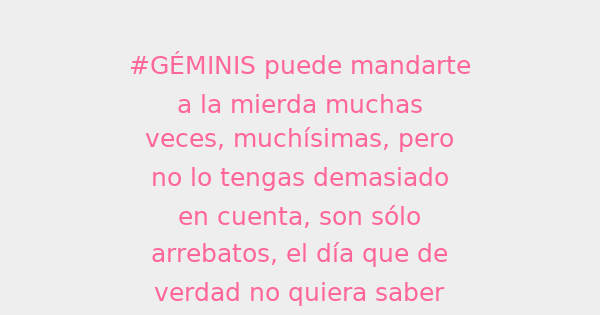 #GÉMINIS puede mandarte
a la mierda muchas
veces, muchísimas, pero
no lo tengas demasiado
en cuenta, son sólo
arrebatos, el día que de
verdad no quiera saber